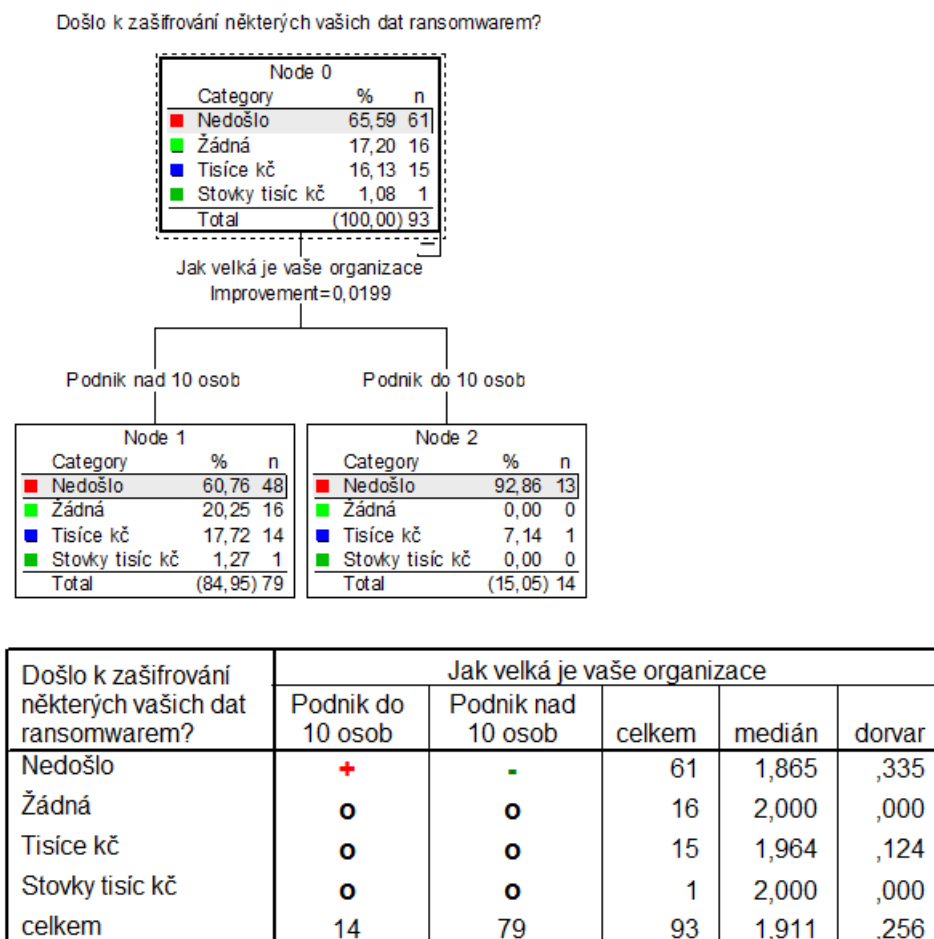 Došlo k zašifrování některých vašich dat ransomwarem?
Node 0
Category % n
Nedošlo 65,59 61
Žádná 17,20 16
Tisíce kč 16,13 15
Stovky tisíc kč 1,08 1
Total (100,00) 93
Jak velká je vaše organizace
Improvement=0,0199
Podnik nad 10 osob
Podnik do 10 osob
Node 1
Category % n
Nedošlo 60,76 48
Žádná 20,25 16
Tisíce kč 17,72 14
Stovky tisíc kč 1,27 1
Total (84,95) 79
Node 2
Category % n
Nedošlo 92,86 13
Žádná 0,00 0
Tisíce kč 7,14 1
Stovky tisíc kč 0,00 0
Total (15,05) 14
Došlo k zašifrování
některých vašich dat
ransomwarem?
Jak velká je vaše organizace
Podnik do
10 osob
Podnik nad
10 osob
celkem
medián
dorvar
Nedošlo + - 61 1,865 ,335
Žádná o o 16 2,000 ,000
Tisíce kč o o 15 1,964 ,124
Stovky tisíc kč o o 1 2,000 ,000
celkem 14 79 93 1,911 ,256